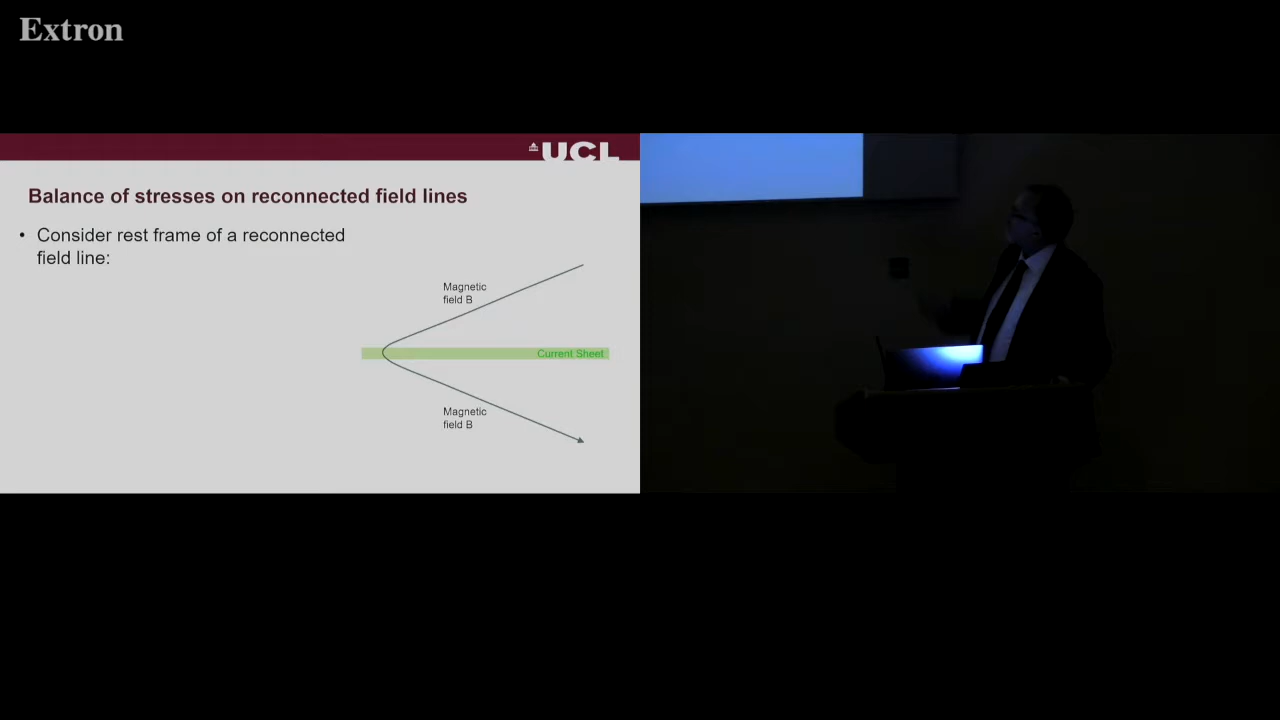 Extron
UCL
Balance of stresses on reconnected field lines
• Consider rest frame of a reconnected
field line:
Magnetic
field B
Current Sheet
Magnetic
field B